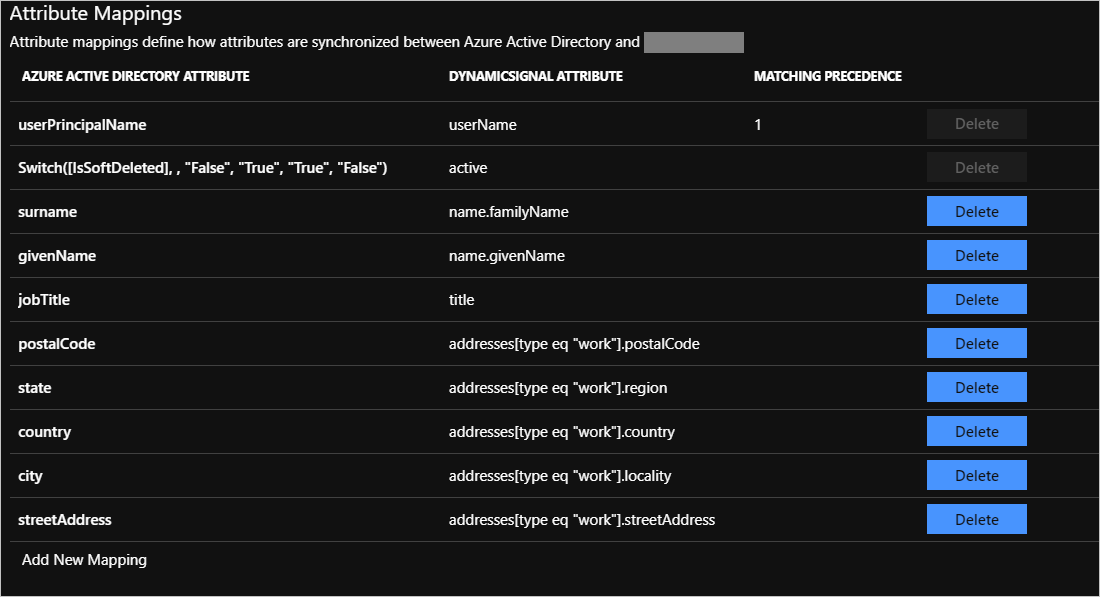 Attribute Mappings
Attribute mappings define how attributes are synchronized between Azure Active Directory and
AZURE ACTIVE DIRECTORY ATTRIBUTE DYNAMICSIGNAL ATTRIBUTE MATCHING PRECEDENCE
userPrincipalName userName 1 Delete
Switch([IsSoftDeleted], , "False", "True", "True", "False") active Delete
surname name.familyName Delete
givenName name.givenName Delete
jobTitle title Delete
postalCode addresses[type eq "work"].postalCode Delete
state addresses[type eq "work"].region Delete
country addresses[type eq "work"].country Delete
city addresses[type eq "work"].locality Delete
streetAddress addresses[type eq "work"].streetAddress Delete
Add New Mapping